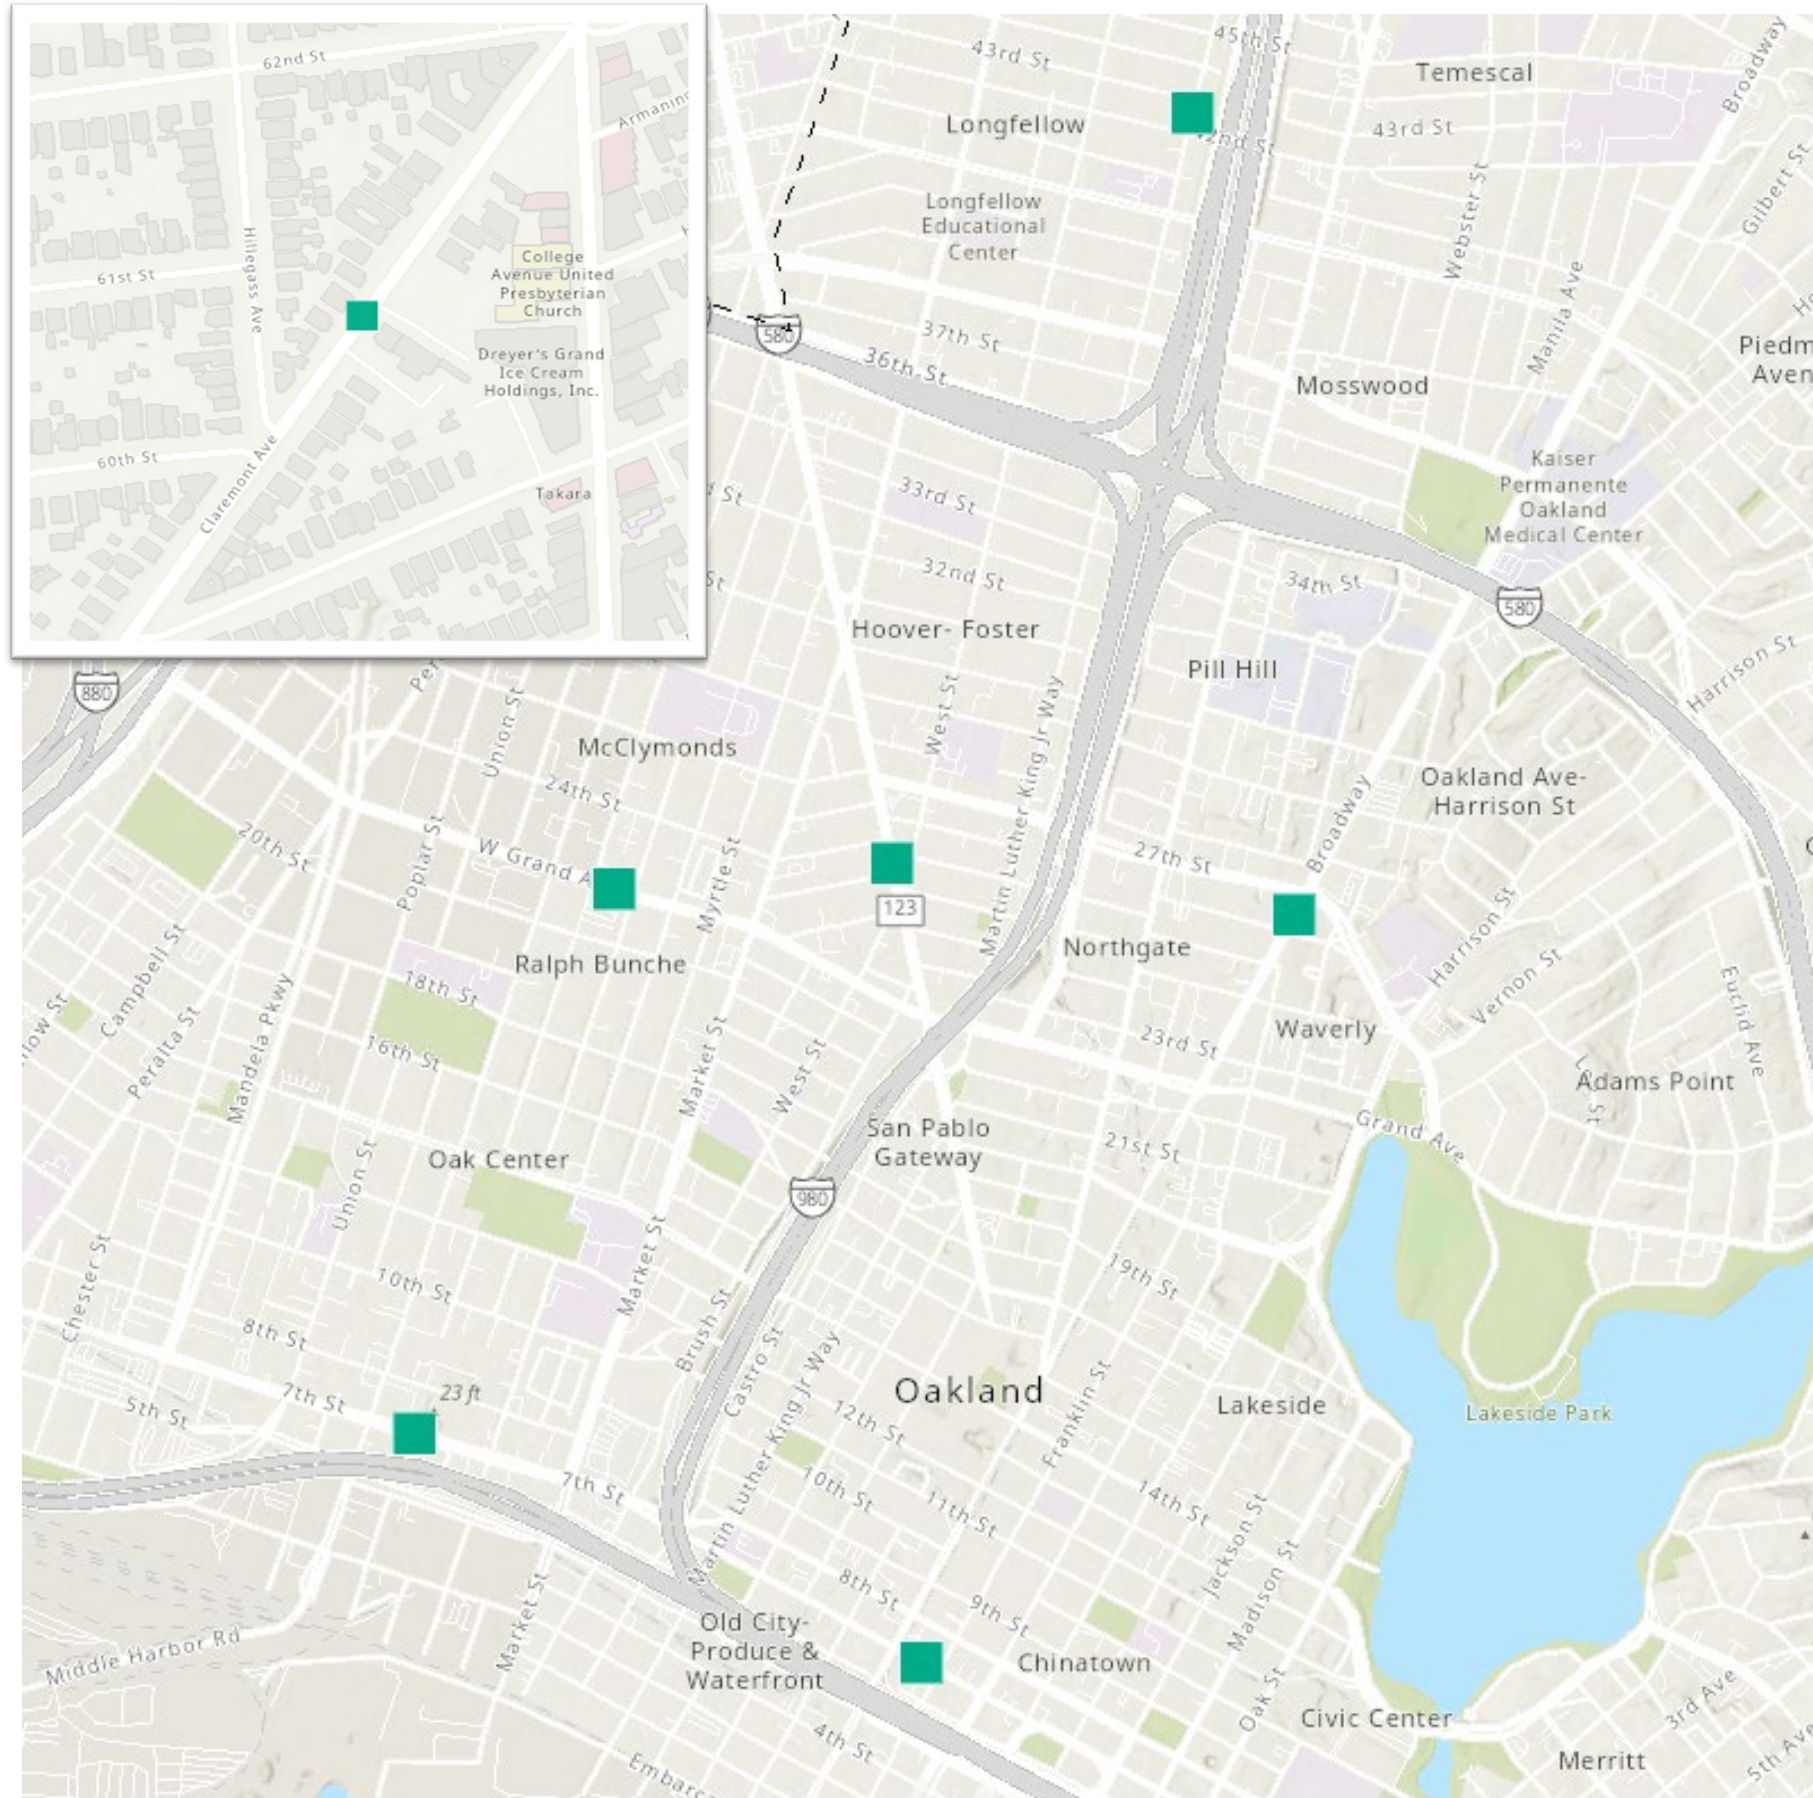 62nd St
Armanino
Hillegass Ave
61st St
College
Avenue United
Presbyterian
Church
Dreyer's Grand
Ice Cream
Holdings, Inc.
60th St
Claremont Ave
Takara
43rd St
45th St
Temescal
Broadway
Longfellow
42nd St
43rd St
Webster St
Gilbert St
Longfellow
Educational
Center
Manila Ave
580
37th St
36th St
Mosswood
Piedm
Aven
Kaiser
Permanente
Oakland
Medical Center
St
33rd St
32nd St
St
34th St
580
Hoover- Foster
Pill Hill
Harrison St
880
Per
Union St
West St
Martin Luther King Jr Way
McClymonds
24th St
Oakland Ave-
Harrison St
Broadway
20th St
Poplar St
W Grand A
Myrtle St
27th St
123
Harrison St
Campbell St
Ralph Bunche
Northgate
Vernon St
18th St
Euclid Ave
Peralta St
Mandela Pkwy
16th St
Market St
West St
23rd St
Waverly
Adams Point
San Pablo
Gateway
21st St
Grand Ave
Oak Center
Union St
980
Chester St
10th St
Market St
19th St
8th St
Brush St
Castro St
Martin Luther King Jr Way
7th St
23 ft
5th St
Oakland
12th St
Franklin St
Lakeside
Lakeside Park
7th St
10th St
11th St
14th St
Jackson St
Madison St
8th St
9th St
Market St
Middle Harbor Rd
Old City-
Produce &
Waterfront
Chinatown
Oak St
Civic Center
3rd Ave
4th St
Merritt
5th Ave
Embarc